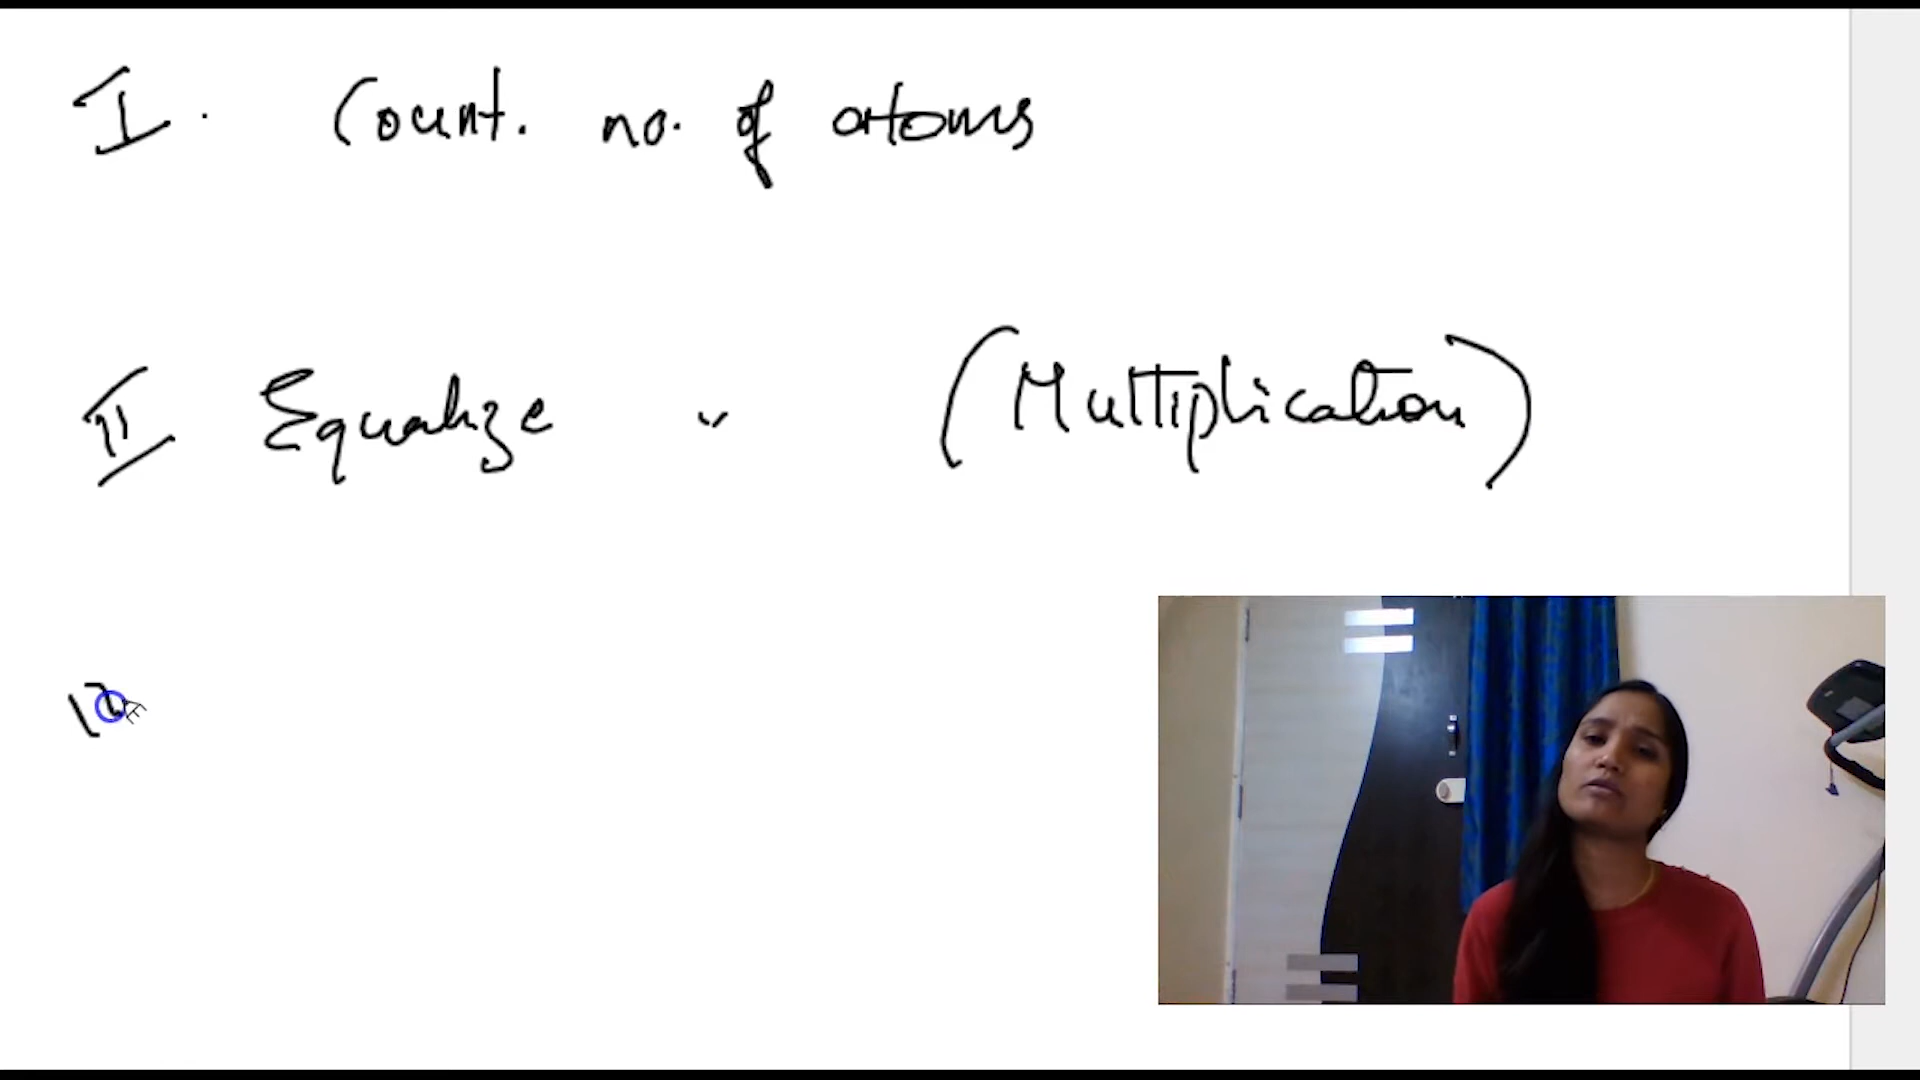 I. Count. no. of atoms
II Equalize " (Multiplication)